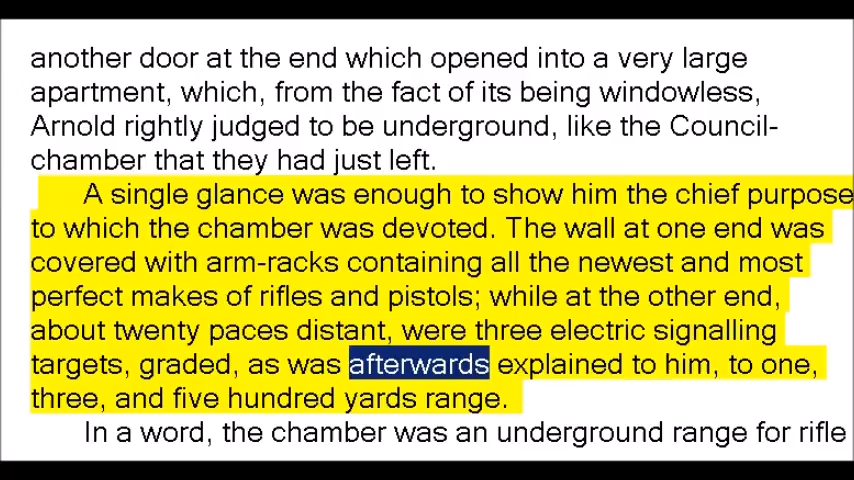 another door at the end which opened into a very large
apartment, which, from the fact of its being windowless,
Arnold rightly judged to be underground, like the Council-
chamber that they had just left.
A single glance was enough to show him the chief purpose
to which the chamber was devoted. The wall at one end was
covered with arm-racks containing all the newest and most
perfect makes of rifles and pistols; while at the other end,
about twenty paces distant, were three electric signalling
targets, graded, as was afterwards explained to him, to one,
three, and five hundred yards range.
In a word, the chamber was an underground range for rifle